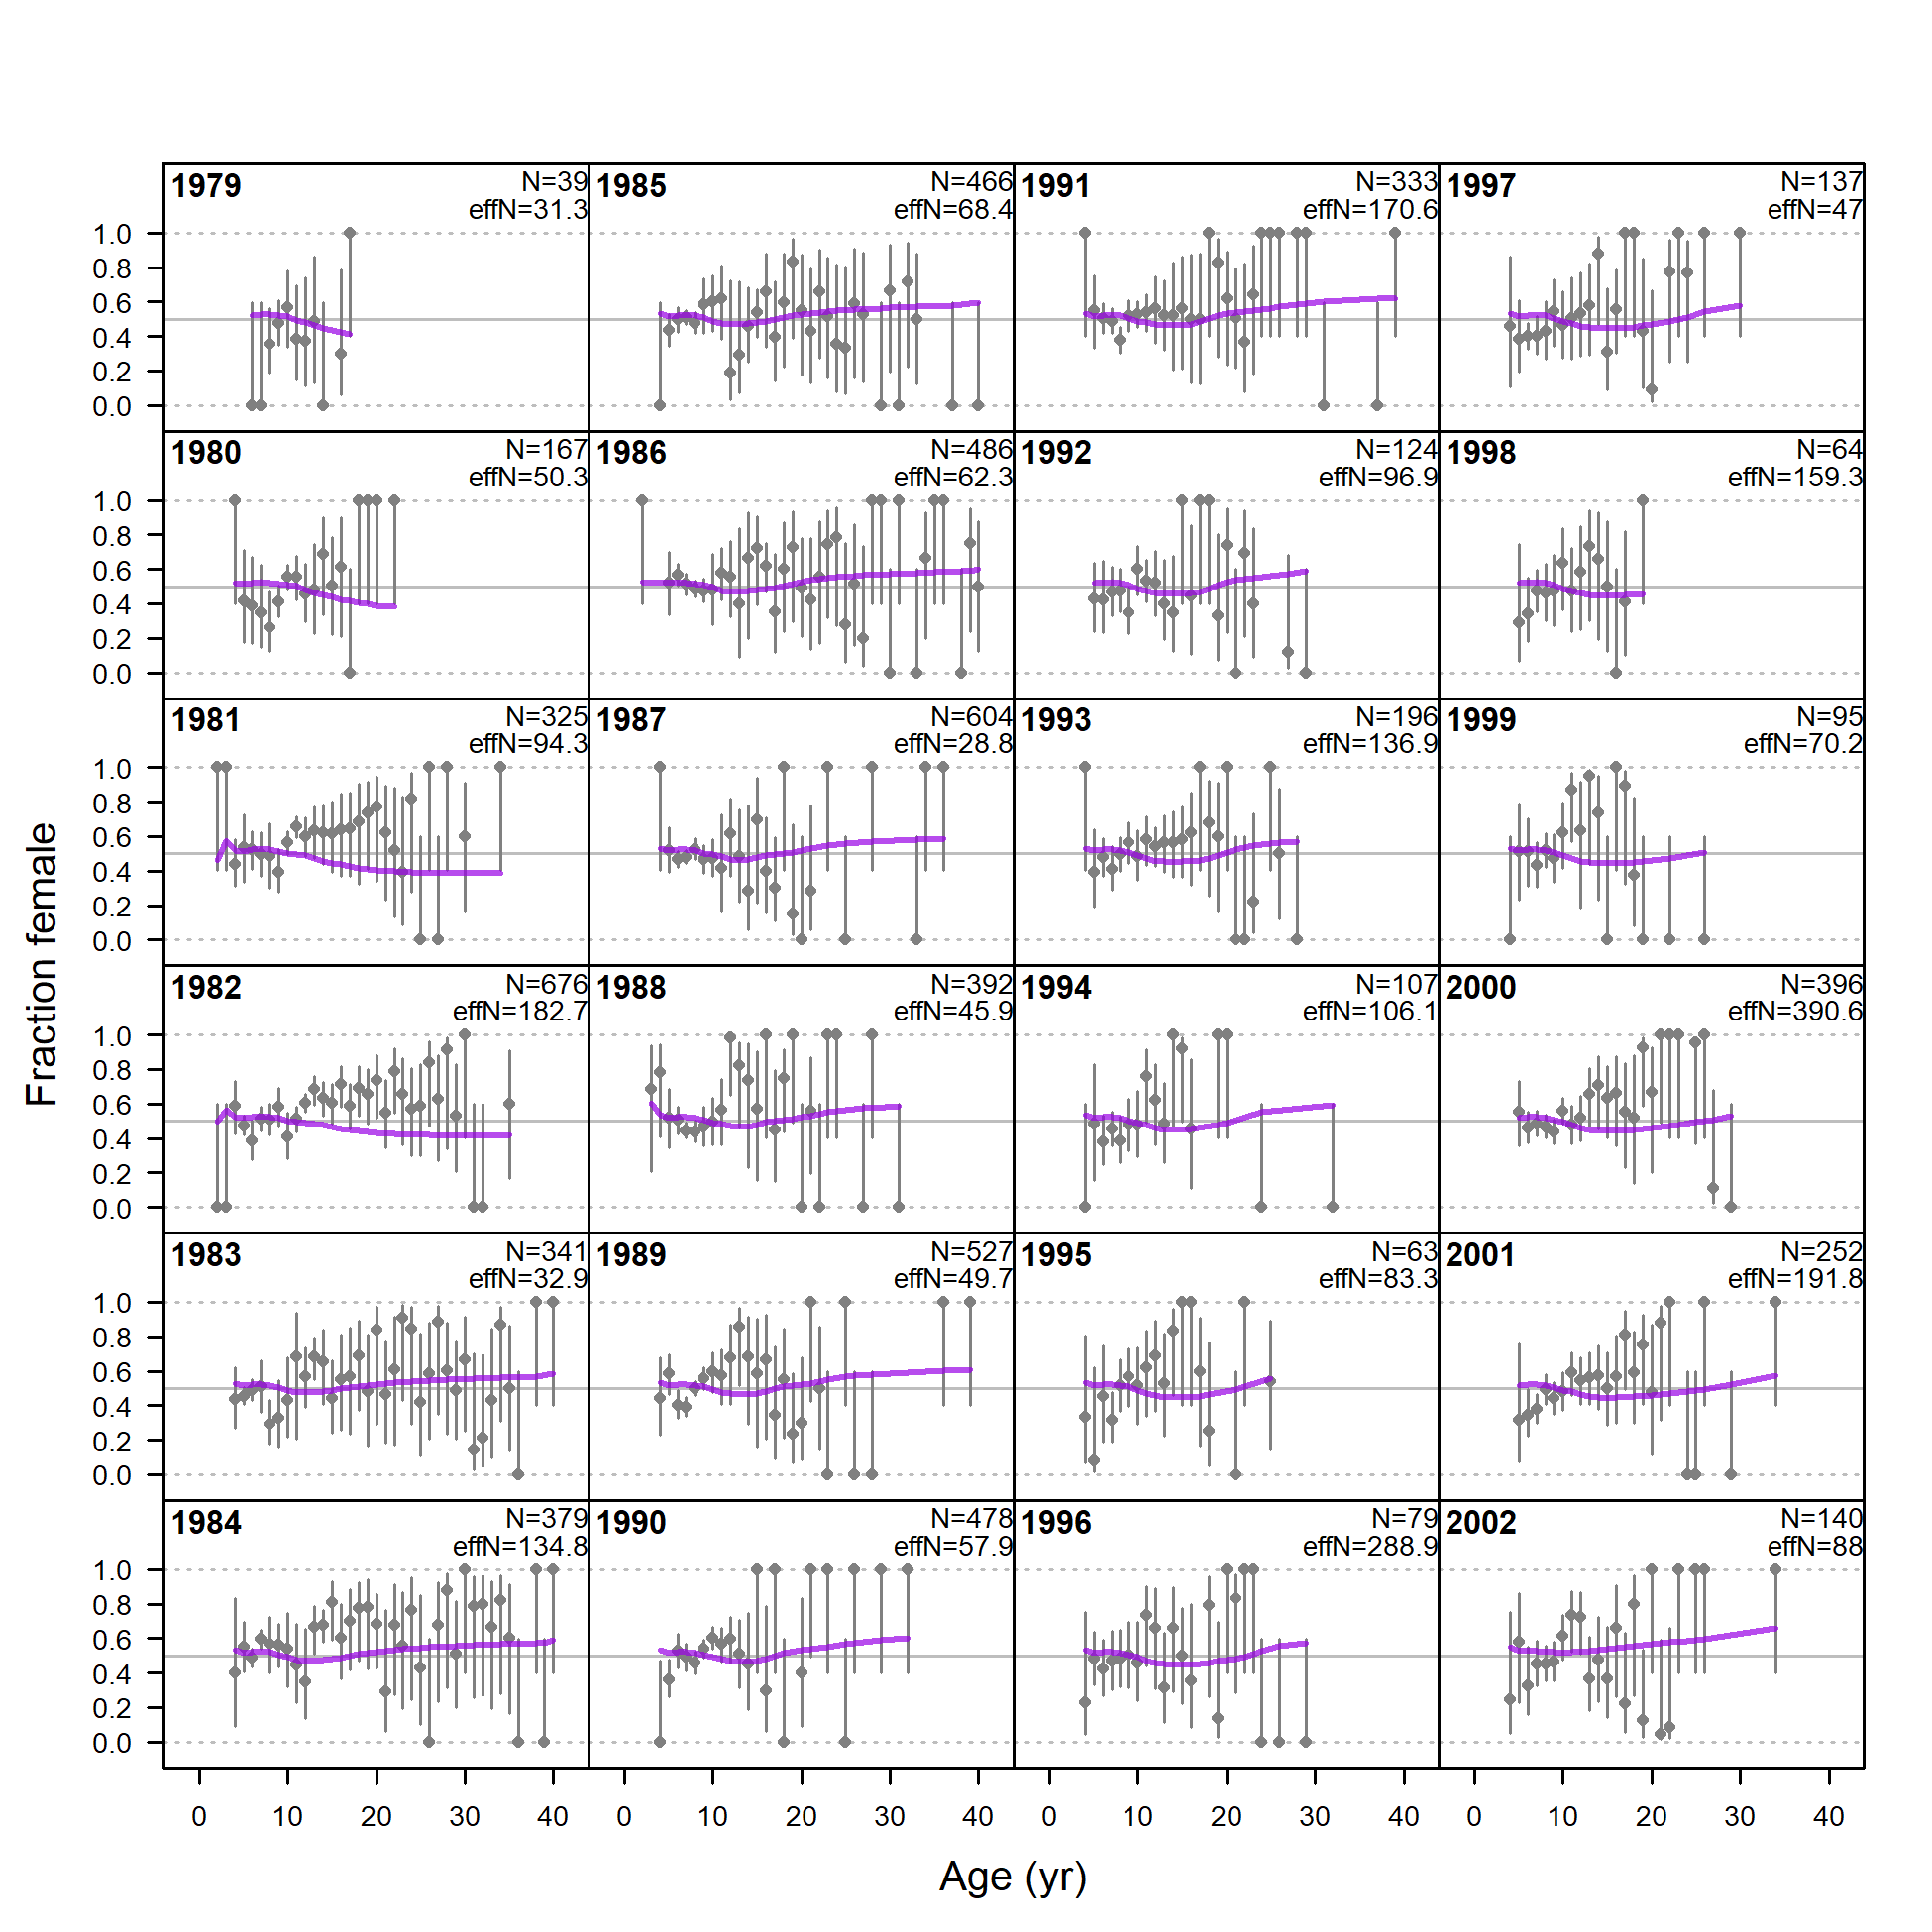 1979 N=39 1985 N=466 1991 N=333 1997 N=137
effN=31.3 effN=68.4 effN=170.6 effN=47
1.0
0.8
0.6
0.4
0.2
0.0
1980 N=167 1986 N=486 1992 N=124 1998 N=64
effN=50.3 effN=62.3 effN=96.9 effN=159.3
1.0
0.8
0.6
0.4
0.2
0.0
1981 N=325 1987 N=604 1993 N=196 1999 N=95
effN=94.3 effN=28.8 effN=136.9 effN=70.2
1.0
0.8
0.6
0.4
0.2
0.0
Fraction female
1982 N=676 1988 N=392 1994 N=107 2000 N=396
effN=182.7 effN=45.9 effN=106.1 effN=390.6
1.0
0.8
0.6
0.4
0.2
0.0
1983 N=341 1989 N=527 1995 N=63 2001 N=252
effN=32.9 effN=49.7 effN=83.3 effN=191.8
1.0
0.8
0.6
0.4
0.2
0.0
1984 N=379 1990 N=478 1996 N=79 2002 N=140
effN=134.8 effN=57.9 effN=288.9 effN=88
1.0
0.8
0.6
0.4
0.2
0.0
0 10 20 30 40 0 10 20 30 40 0 10 20 30 40 0 10 20 30 40
Age (yr)